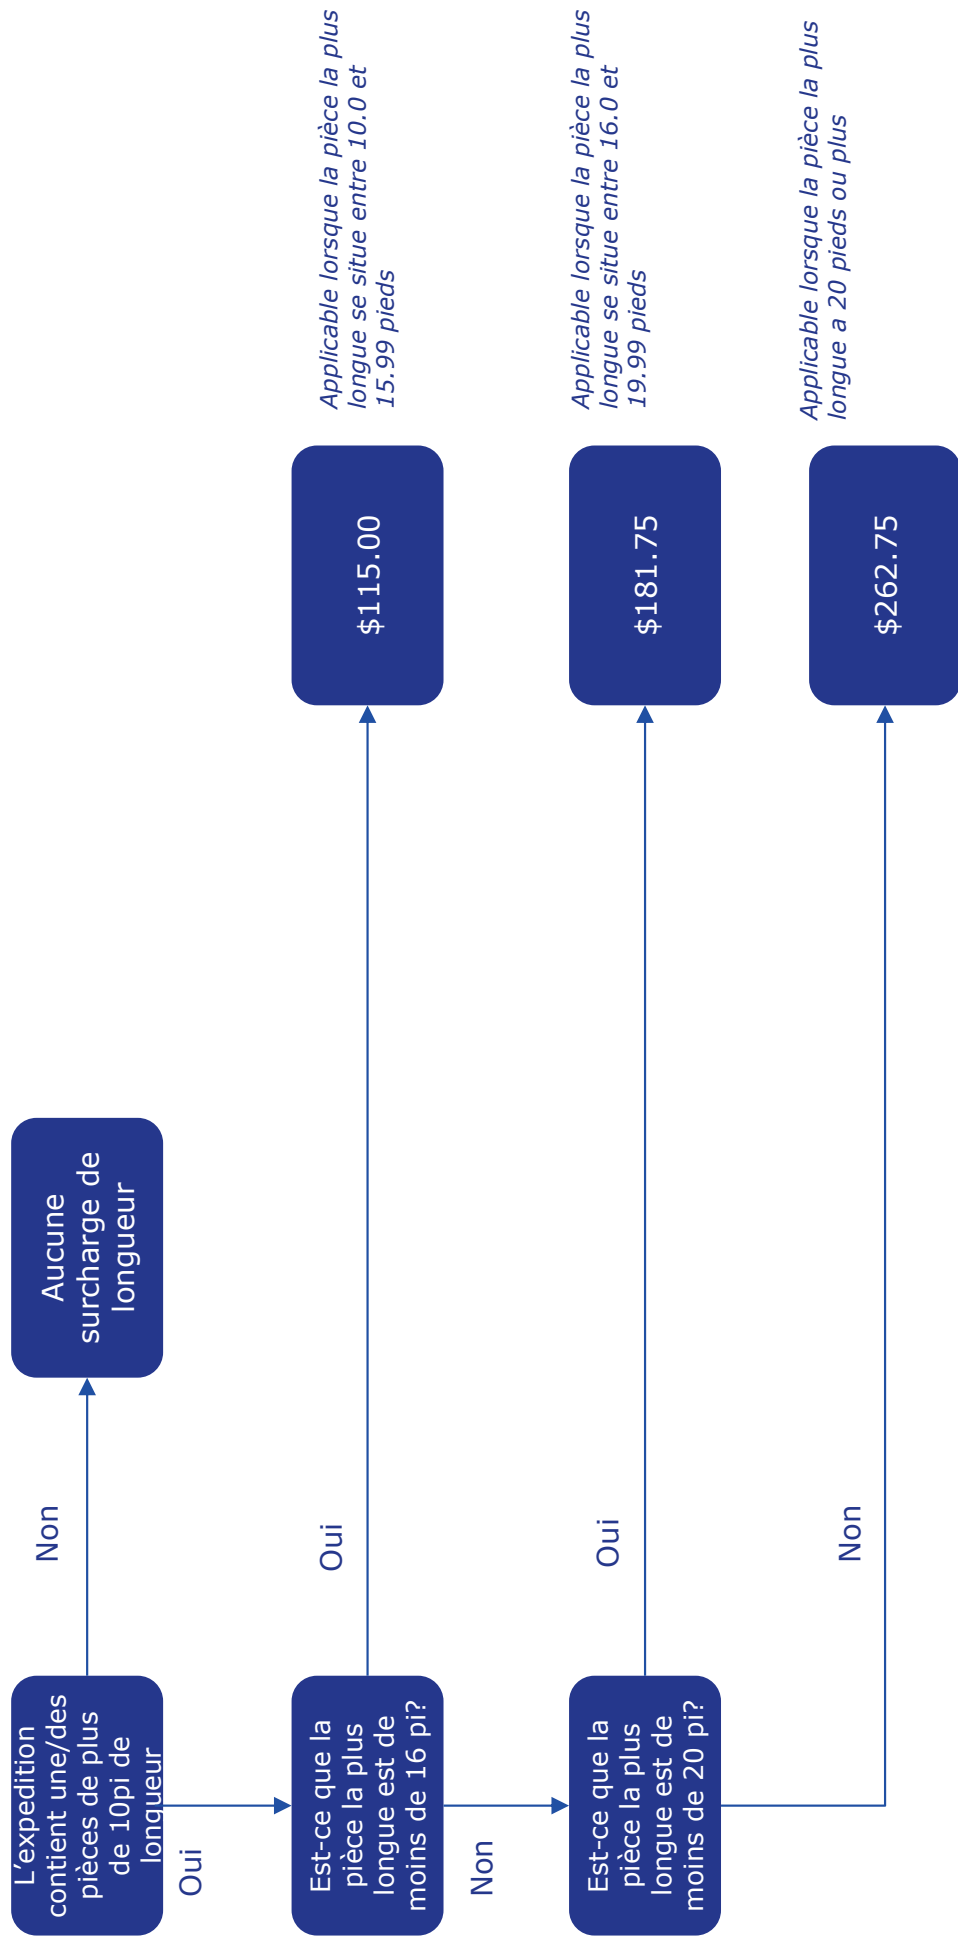 L’expedition
contient une/des
pièces de plus
de 10pi de
longueur
Non
Aucune
surcharge de
longueur
Oui
Est-ce que la
pièce la plus
longue est de
moins de 16 pi?
Oui
$115.00
Applicable lorsque la pièce la plus
longue se situe entre 10.0 et
15.99 pieds
Non
Est-ce que la
pièce la plus
longue est de
moins de 20 pi?
Oui
$181.75
Applicable lorsque la pièce la plus
longue se situe entre 16.0 et
19.99 pieds
Non
$262.75
Applicable lorsque la pièce la plus
longue a 20 pieds ou plus